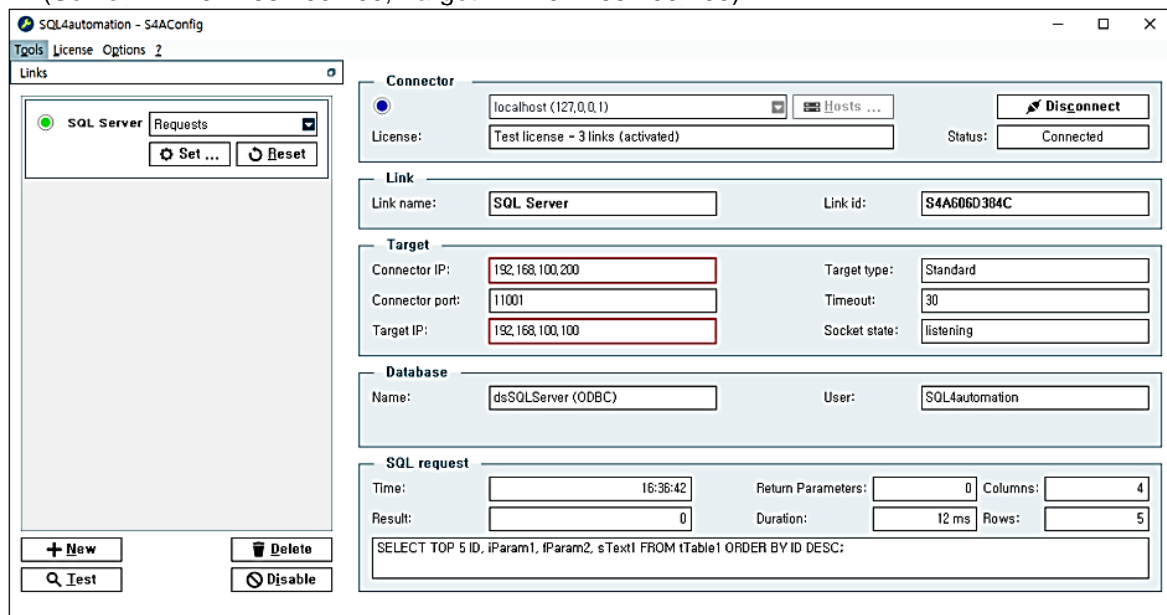 SQL4automation - S4AConfig
Tools License Options ?
Links
SQL Server Requests
Set ... Reset
Connector
localhost (127.0.0.1) Hosts ... Disconnect
License: Test license - 3 links (activated) Status: Connected
Link
Link name: SQL Server Link id: S4A606D384C
Target
Connector IP: 192.168.100.200 Target type: Standard
Connector port: 11001 Timeout: 30
Target IP: 192.168.100.100 Socket state: listening
Database
Name: dsSQLServer (ODBC) User: SQL4automation
SQL request
Time: 16:36:42 Return Parameters: 0 Columns: 4
Result: 0 Duration: 12 ms Rows: 5
SELECT TOP 5 ID, iParam1, fParam2, sText1 FROM tTable1 ORDER BY ID DESC;
New Delete
Test Disable